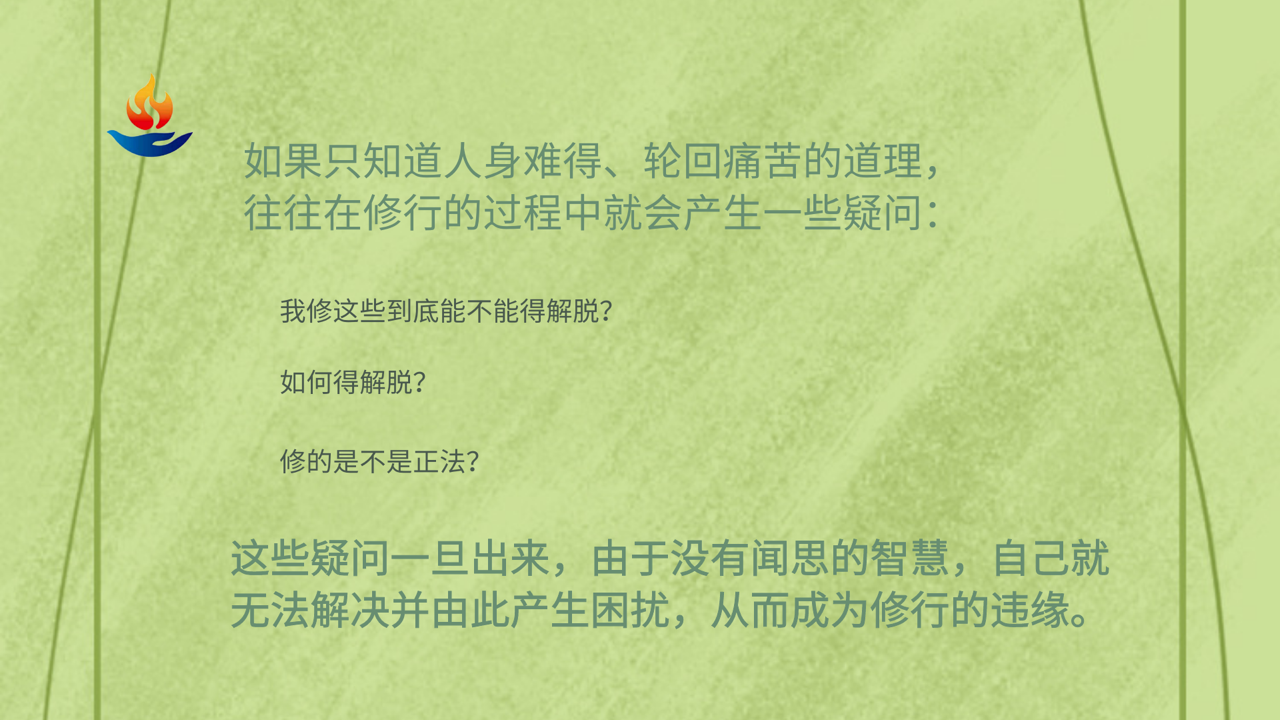 如果只知道人身难得、轮回痛苦的道理，
往往在修行的过程中就会产生一些疑问：
我修这些到底能不能得解脱？
如何得解脱？
修的是不是正法？
这些疑问一旦出来，由于没有闻思的智慧，自己就
无法解决并由此产生困扰，从而成为修行的违缘。